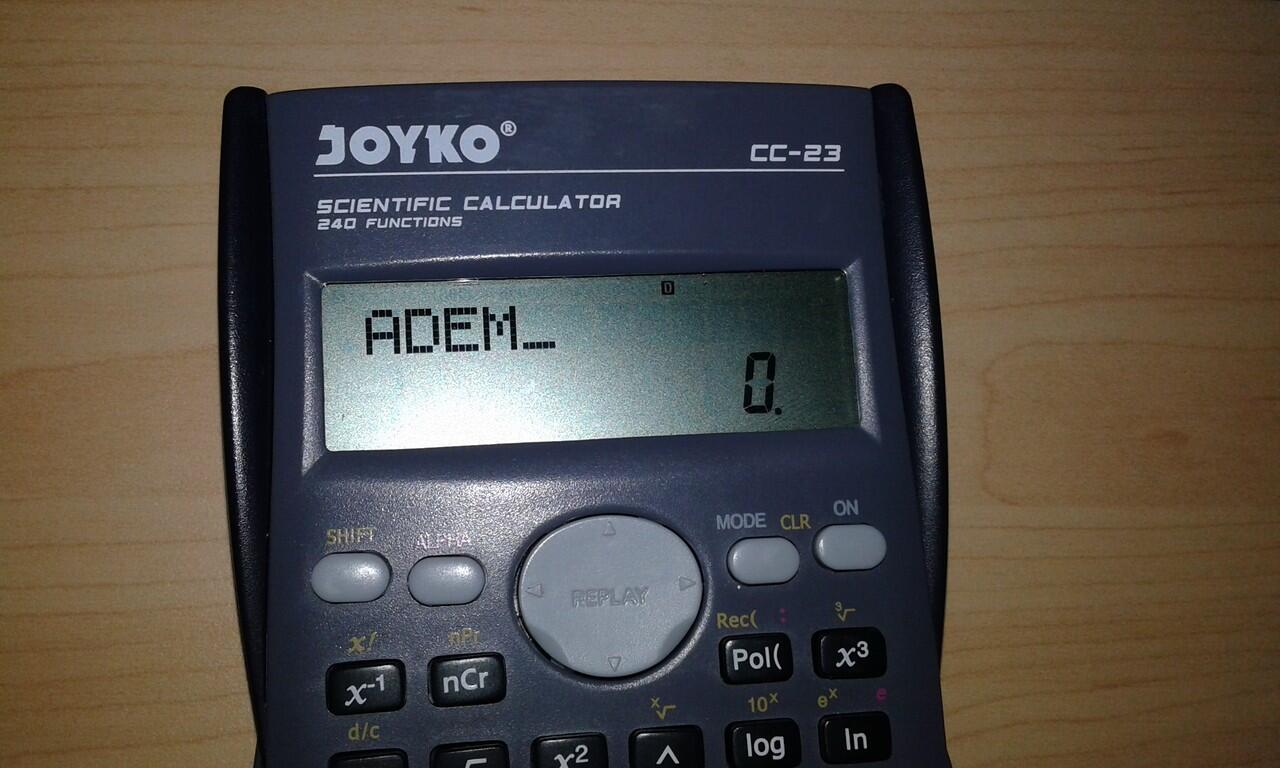 JOYKO®
CC-23
SCIENTIFIC CALCULATOR
240 FUNCTIONS
D
ADEM_
0.
SHIFT ALPHA MODE CLR ON
REPLAY
x! nPr Rec( : ³√
x⁻¹ nCr Pol( x³
d/c ˣ√ 10ˣ eˣ e
x² ^ log ln